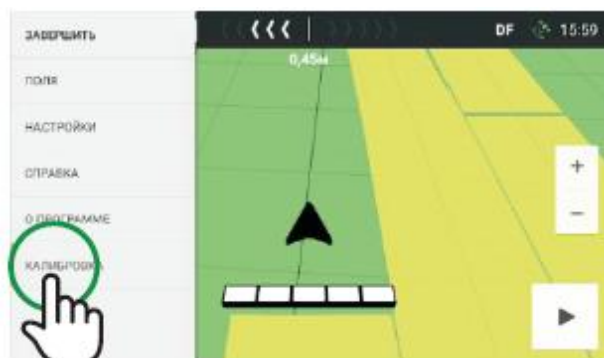 ЗАВЕРШИТЬ
ПОЛЯ
НАСТРОЙКИ
СПРАВКА
О ПРОГРАММЕ
КАЛИБРОВКА
DF 15:59
0,45м
+
−